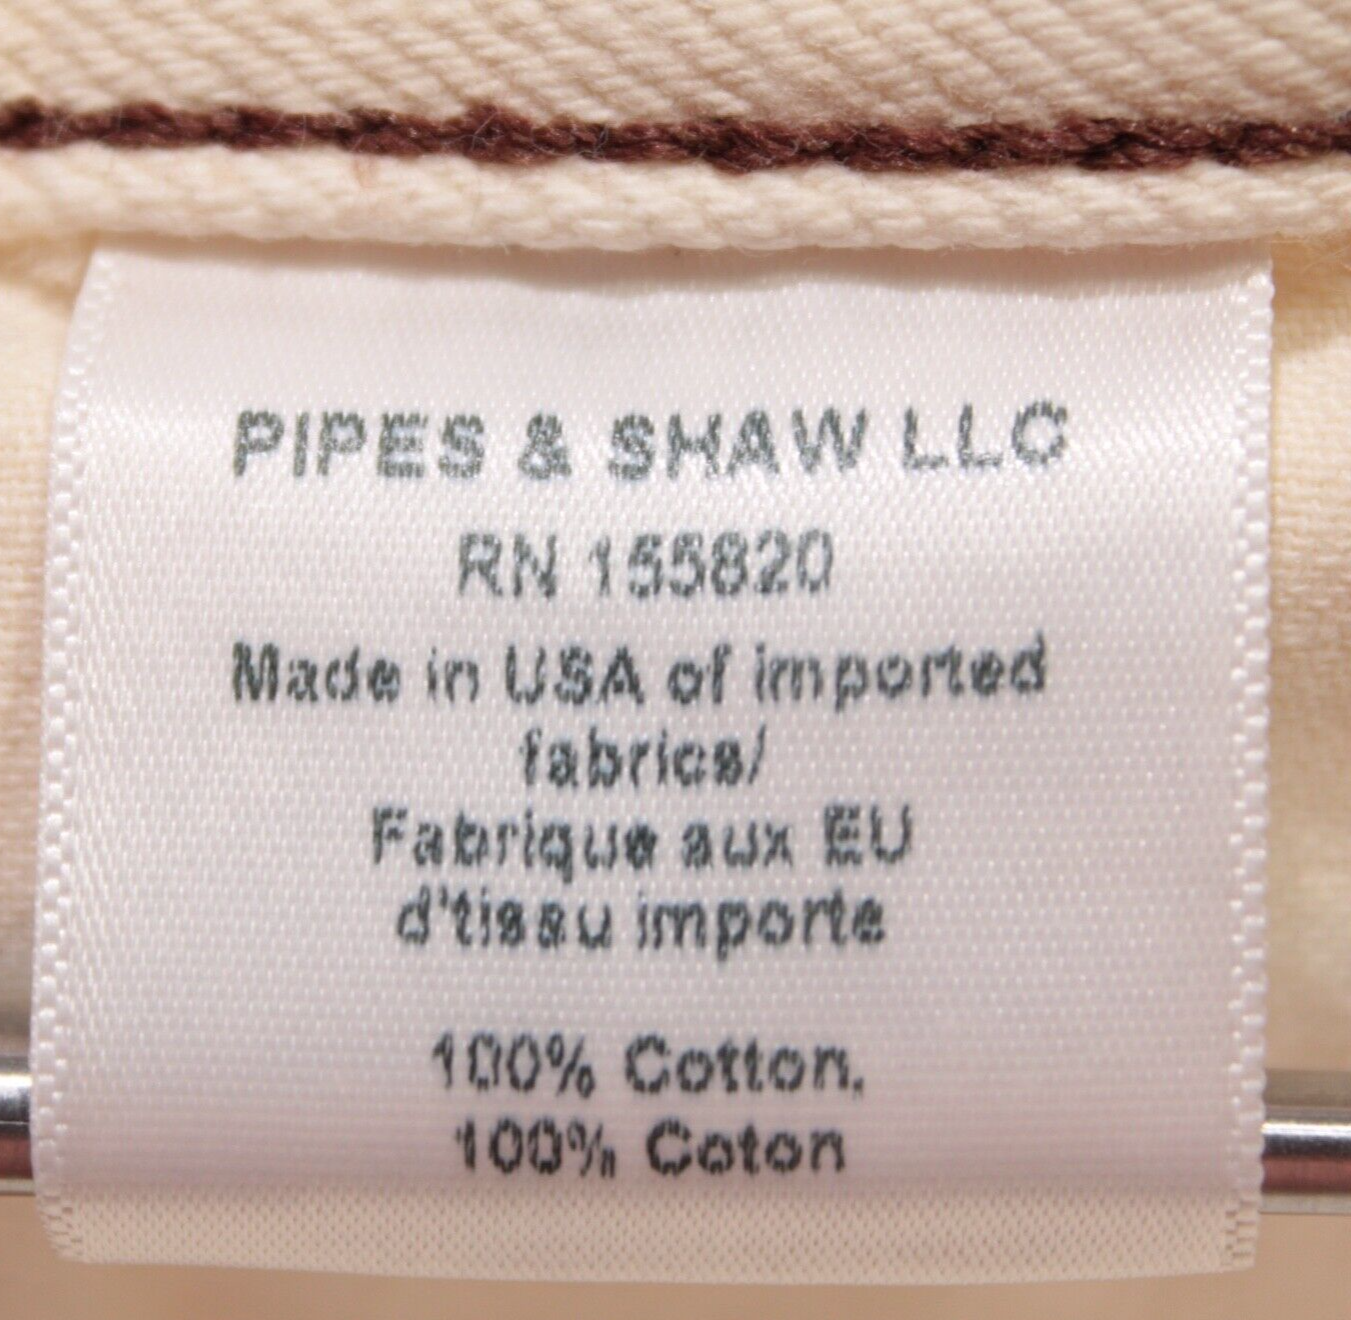 PIPES & SHAW LLC
RN 155820
Made in USA of imported
fabrics/
Fabrique aux EU
d'tissu importe
100% Cotton,
100% Coton